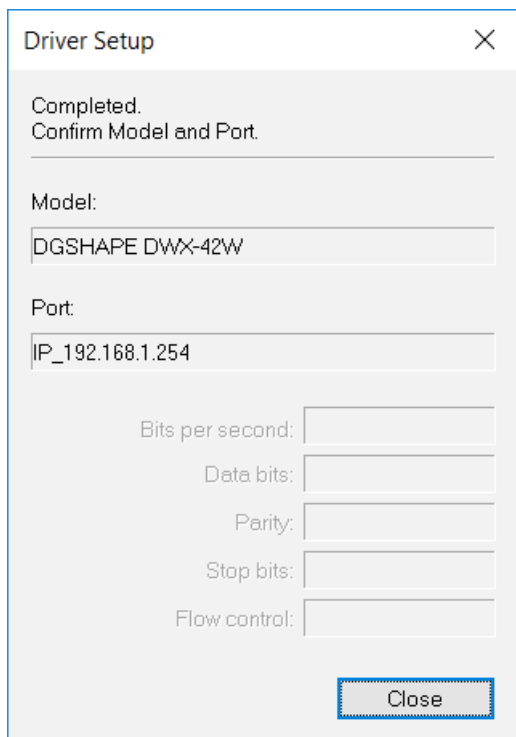 Driver Setup
Completed.
Confirm Model and Port.
Model:
DGSHAPE DWX-42W
Port:
IP_192.168.1.254
Bits per second:
Data bits:
Parity:
Stop bits:
Flow control:
Close